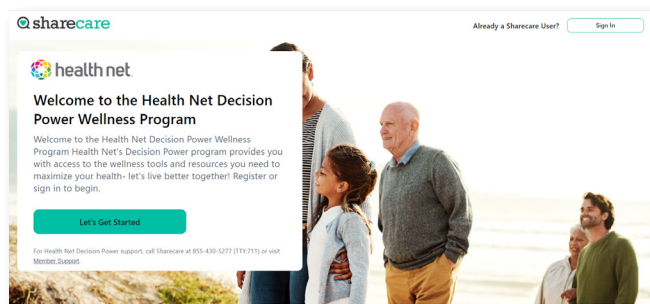 sharecare
Already a Sharecare User?
Sign In
health net.
Welcome to the Health Net Decision
Power Wellness Program
Welcome to the Health Net Decision Power Wellness
Program Health Net's Decision Power program provides you
with access to the wellness tools and resources you need to
maximize your health- let's live better together! Register or
sign in to begin.
Let's Get Started
For Health Net Decision Power support, call Sharecare at 855-430-5277 (TTY:711) or visit
Member Support.